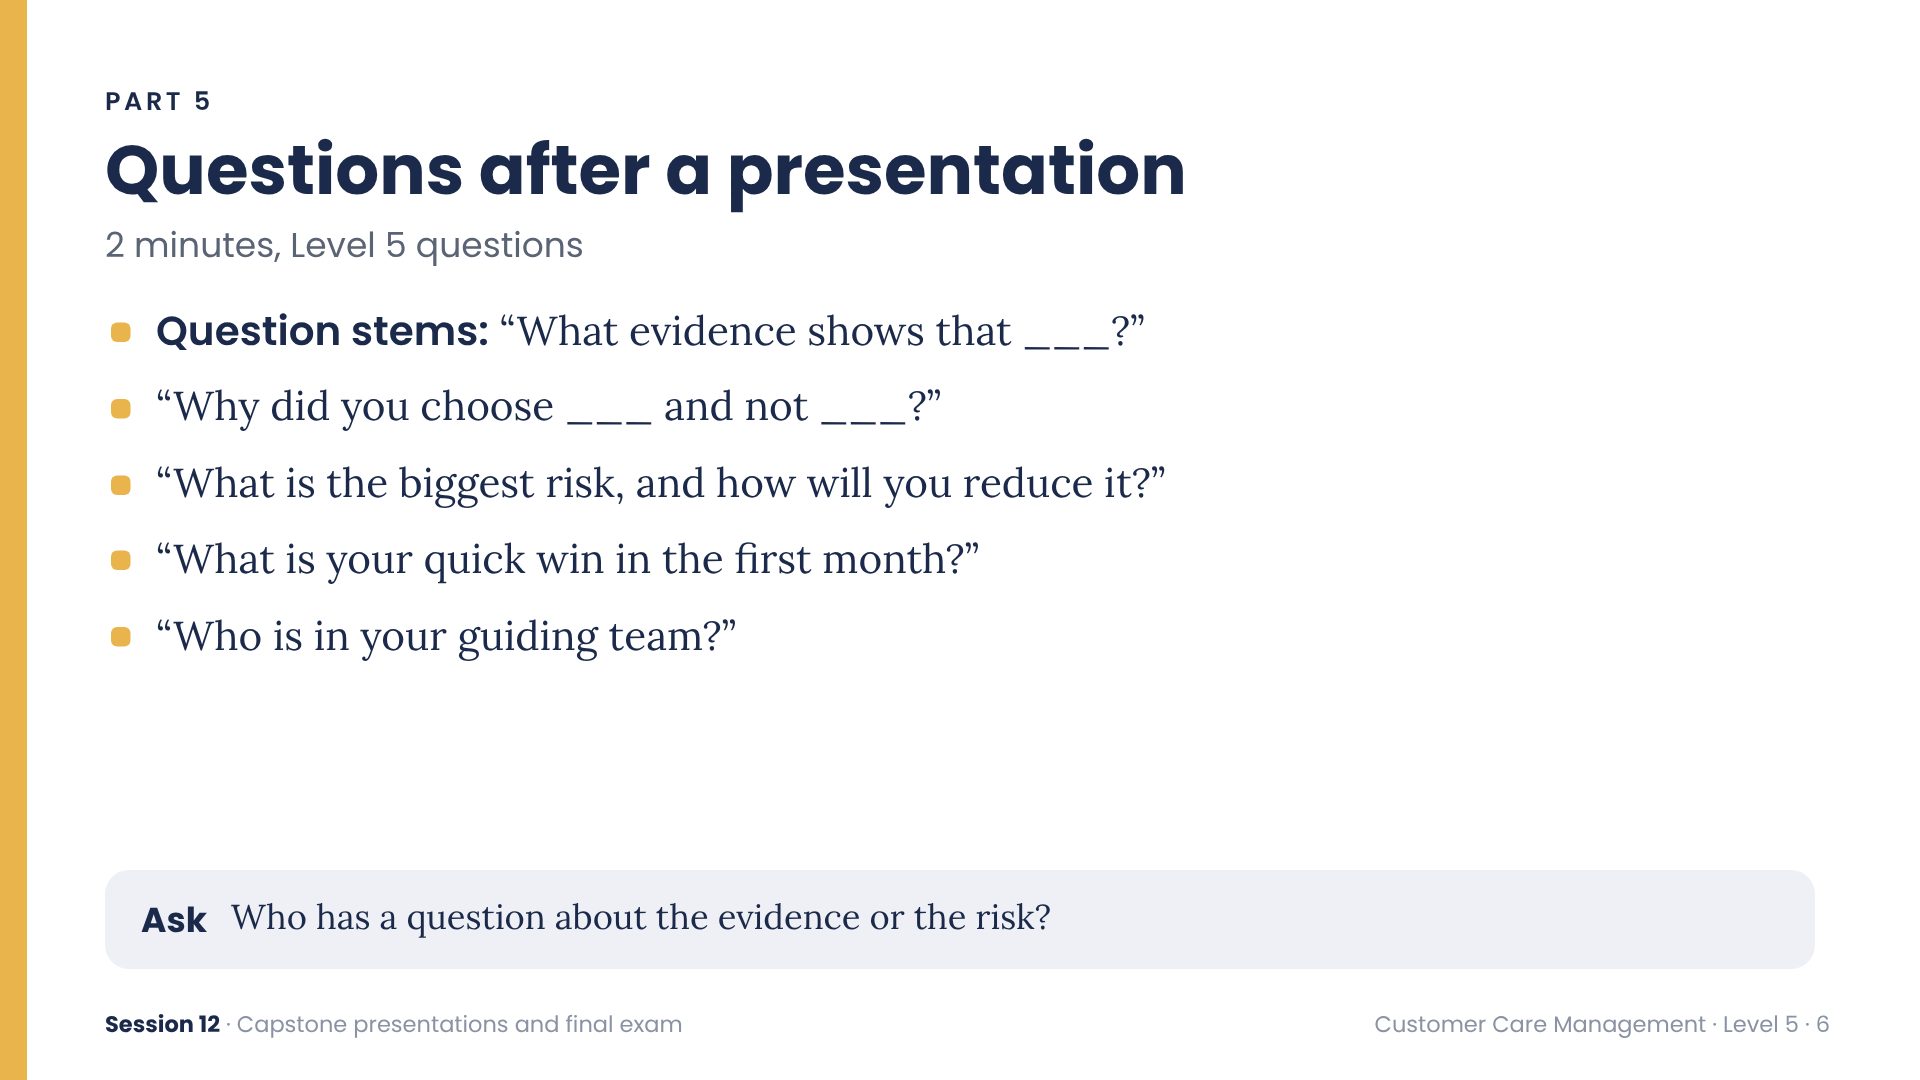 PART 5
Questions after a presentation
2 minutes, Level 5 questions
Question stems: “What evidence shows that ___?”
“Why did you choose ___ and not ___?”
“What is the biggest risk, and how will you reduce it?”
“What is your quick win in the first month?”
“Who is in your guiding team?”
Ask Who has a question about the evidence or the risk?
Session 12 · Capstone presentations and final exam
Customer Care Management · Level 5 · 6